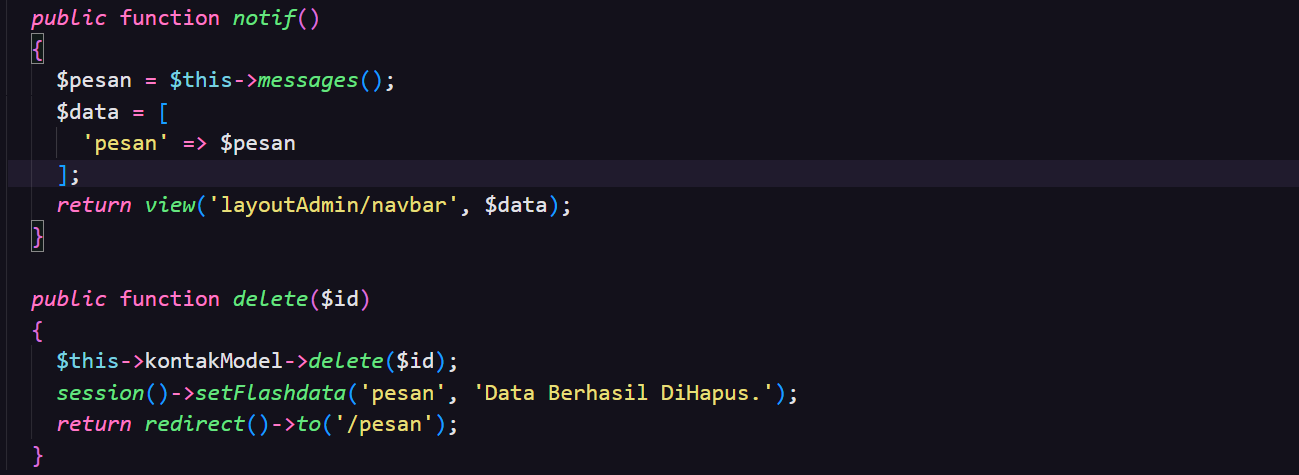 public function notif()
{
  $pesan = $this->messages();
  $data = [
    'pesan' => $pesan
  ];
  return view('layoutAdmin/navbar', $data);
}

public function delete($id)
{
  $this->kontakModel->delete($id);
  session()->setFlashdata('pesan', 'Data Berhasil DiHapus.');
  return redirect()->to('/pesan');
}